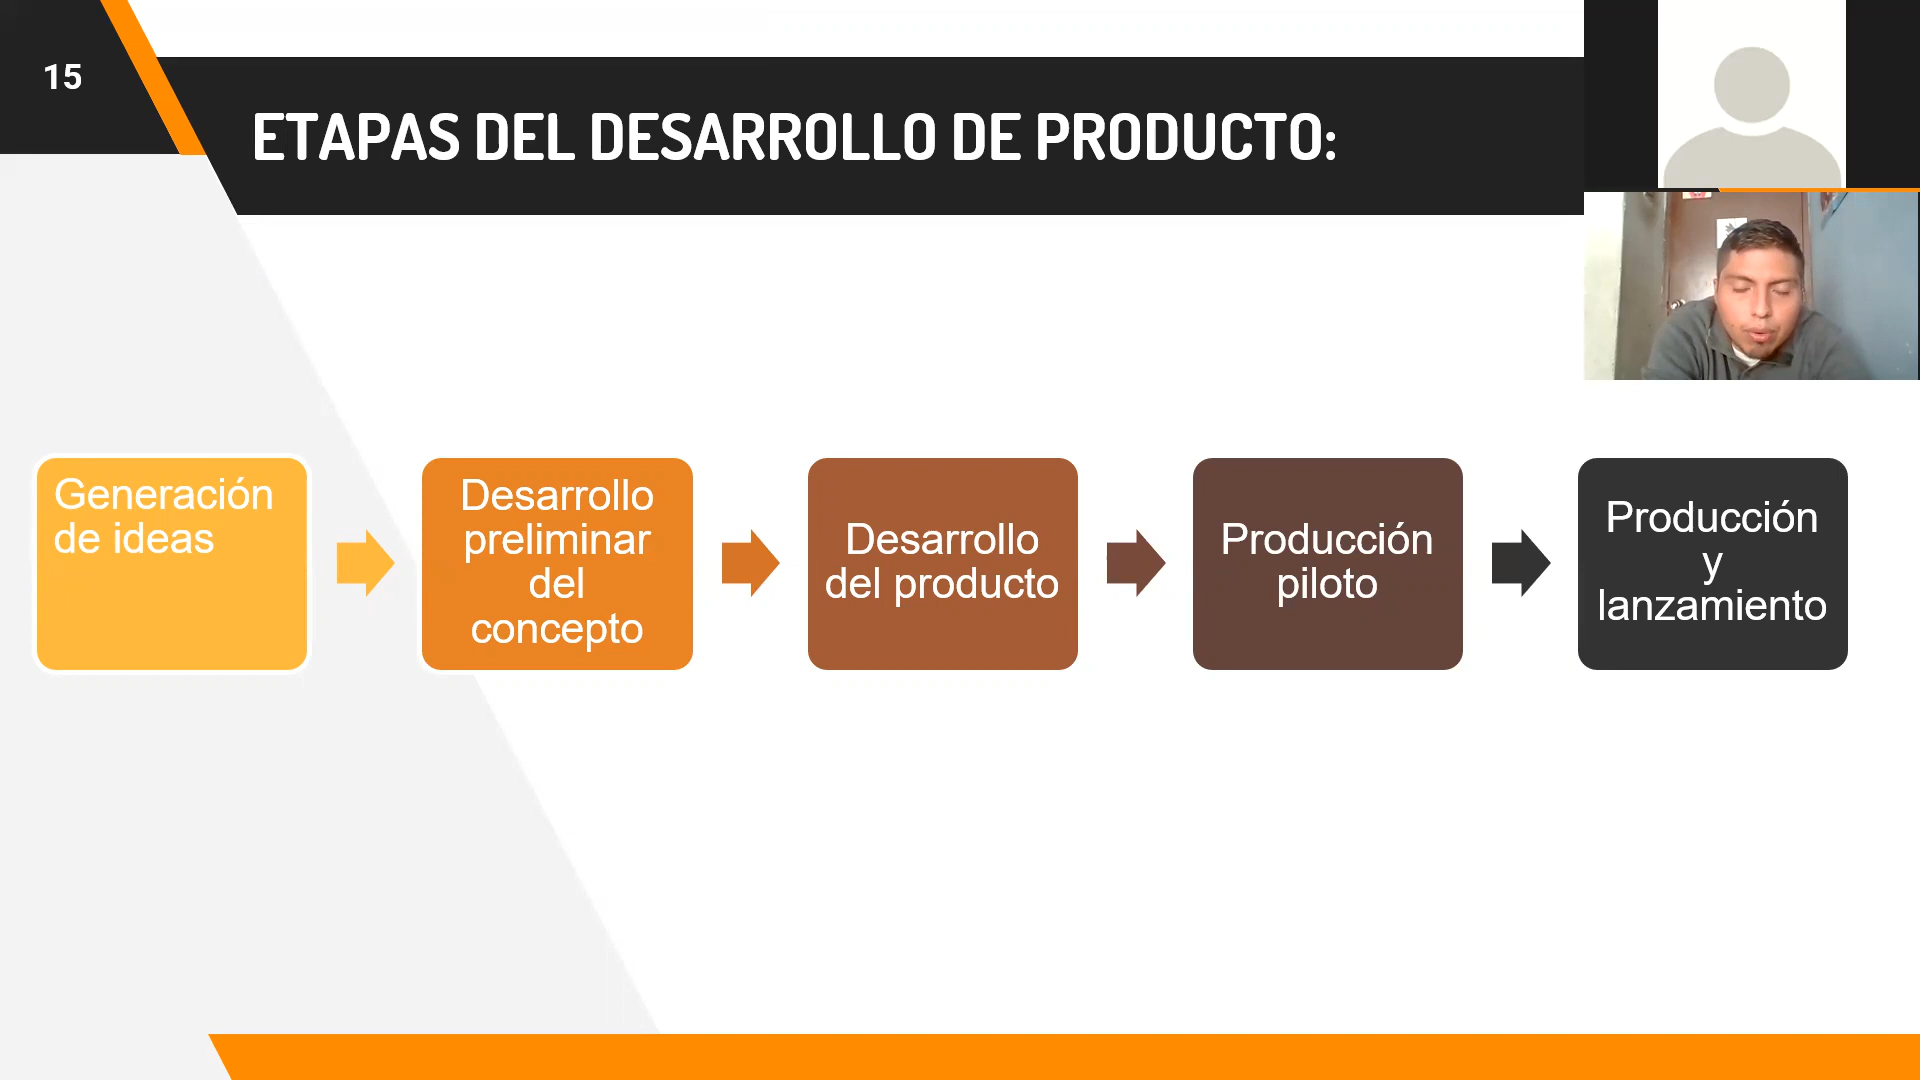 15
ETAPAS DEL DESARROLLO DE PRODUCTO:
Generación
de ideas
Desarrollo
preliminar
del
concepto
Desarrollo
del producto
Producción
piloto
Producción
y
lanzamiento